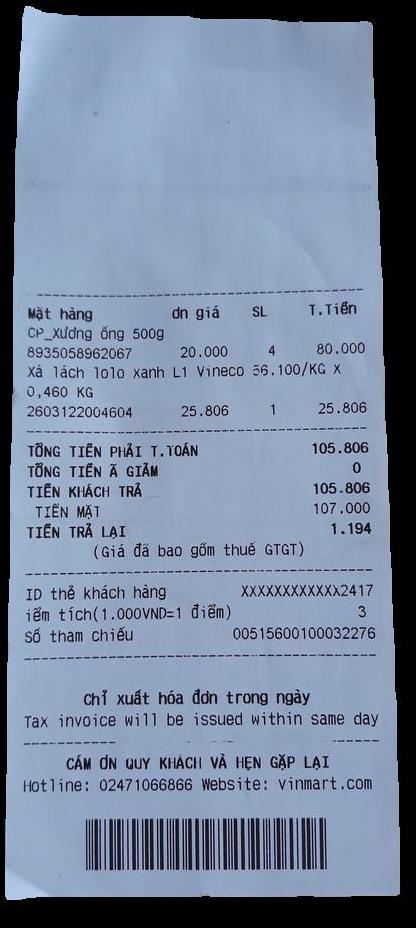 Mặt hàng đn giá SL T.Tiền
CP_Xương ống 500g
8935058962067 20.000 4 80.000
Xà lách lolo xanh L1 Vineco 56.100/KG X
0,460 KG
2603122004604 25.806 1 25.806
TỔNG TIỀN PHẢI T.TOÁN 105.806
TỔNG TIỀN Ã GIẢM 0
TIỀN KHÁCH TRẢ 105.806
TIỀN MẶT 107.000
TIỀN TRẢ LẠI 1.194
(Giá đã bao gồm thuế GTGT)
ID thẻ khách hàng XXXXXXXXXXXX2417
iểm tích(1.000VND=1 điểm) 3
Số tham chiếu 00515600100032276
Chỉ xuất hóa đơn trong ngày
Tax invoice will be issued within same day
CÁM ƠN QUÝ KHÁCH VÀ HẸN GẶP LẠI
Hotline: 02471066866 Website: vinmart.com